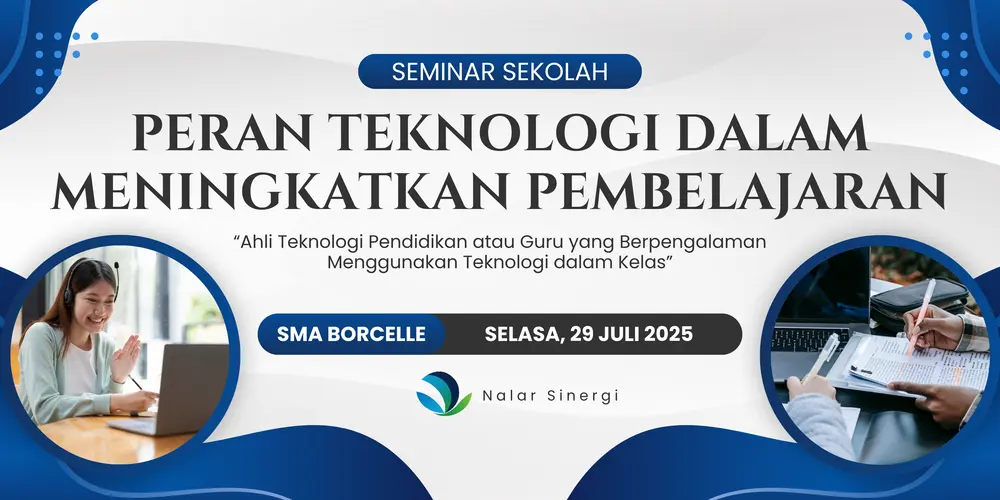 SEMINAR SEKOLAH
PERAN TEKNOLOGI DALAM
MENINGKATKAN PEMBELAJARAN
“Ahli Teknologi Pendidikan atau Guru yang Berpengalaman
Menggunakan Teknologi dalam Kelas”
SMA BORCELLE SELASA, 29 JULI 2025
Nalar Sinergi